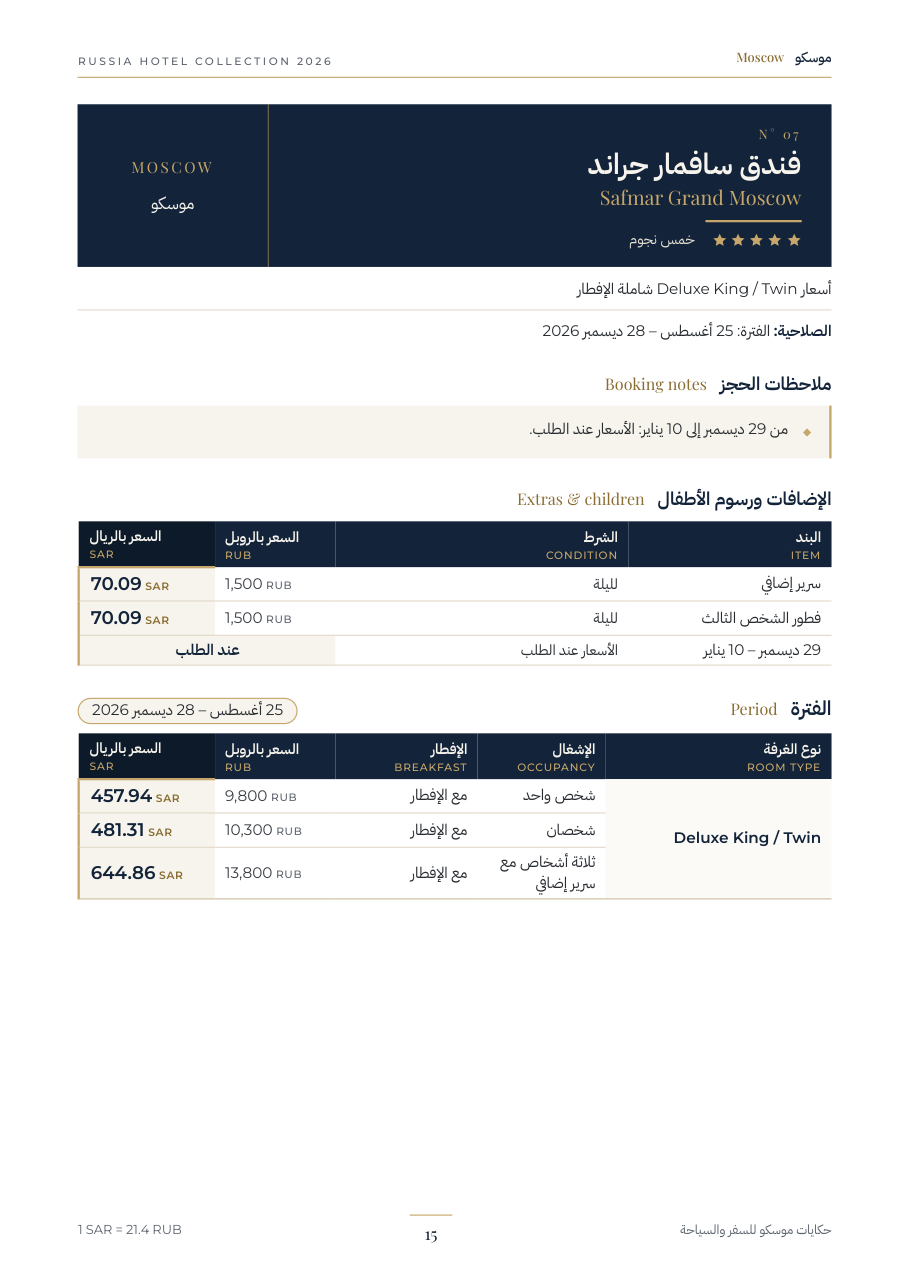 RUSSIA HOTEL COLLECTION 2026
موسكو Moscow
N° 07
فندق سافمار جراند
Safmar Grand Moscow
خمس نجوم
MOSCOW
موسكو
أسعار Deluxe King / Twin شاملة الإفطار
الصلاحية: الفترة: 25 أغسطس – 28 ديسمبر 2026
ملاحظات الحجز Booking notes
من 29 ديسمبر إلى 10 يناير: الأسعار عند الطلب.
الإضافات ورسوم الأطفال Extras & children
البند الشرط السعر بالروبل السعر بالريال
ITEM CONDITION RUB SAR
سرير إضافي لليلة 1,500 RUB 70.09 SAR
فطور الشخص الثالث لليلة 1,500 RUB 70.09 SAR
29 ديسمبر – 10 يناير الأسعار عند الطلب عند الطلب
الفترة Period 25 أغسطس – 28 ديسمبر 2026
نوع الغرفة الإشغال الإفطار السعر بالروبل السعر بالريال
ROOM TYPE OCCUPANCY BREAKFAST RUB SAR
Deluxe King / Twin
شخص واحد مع الإفطار 9,800 RUB 457.94 SAR
شخصان مع الإفطار 10,300 RUB 481.31 SAR
ثلاثة أشخاص مع
سرير إضافي مع الإفطار 13,800 RUB 644.86 SAR
حكايات موسكو للسفر والسياحة
15
1 SAR = 21.4 RUB